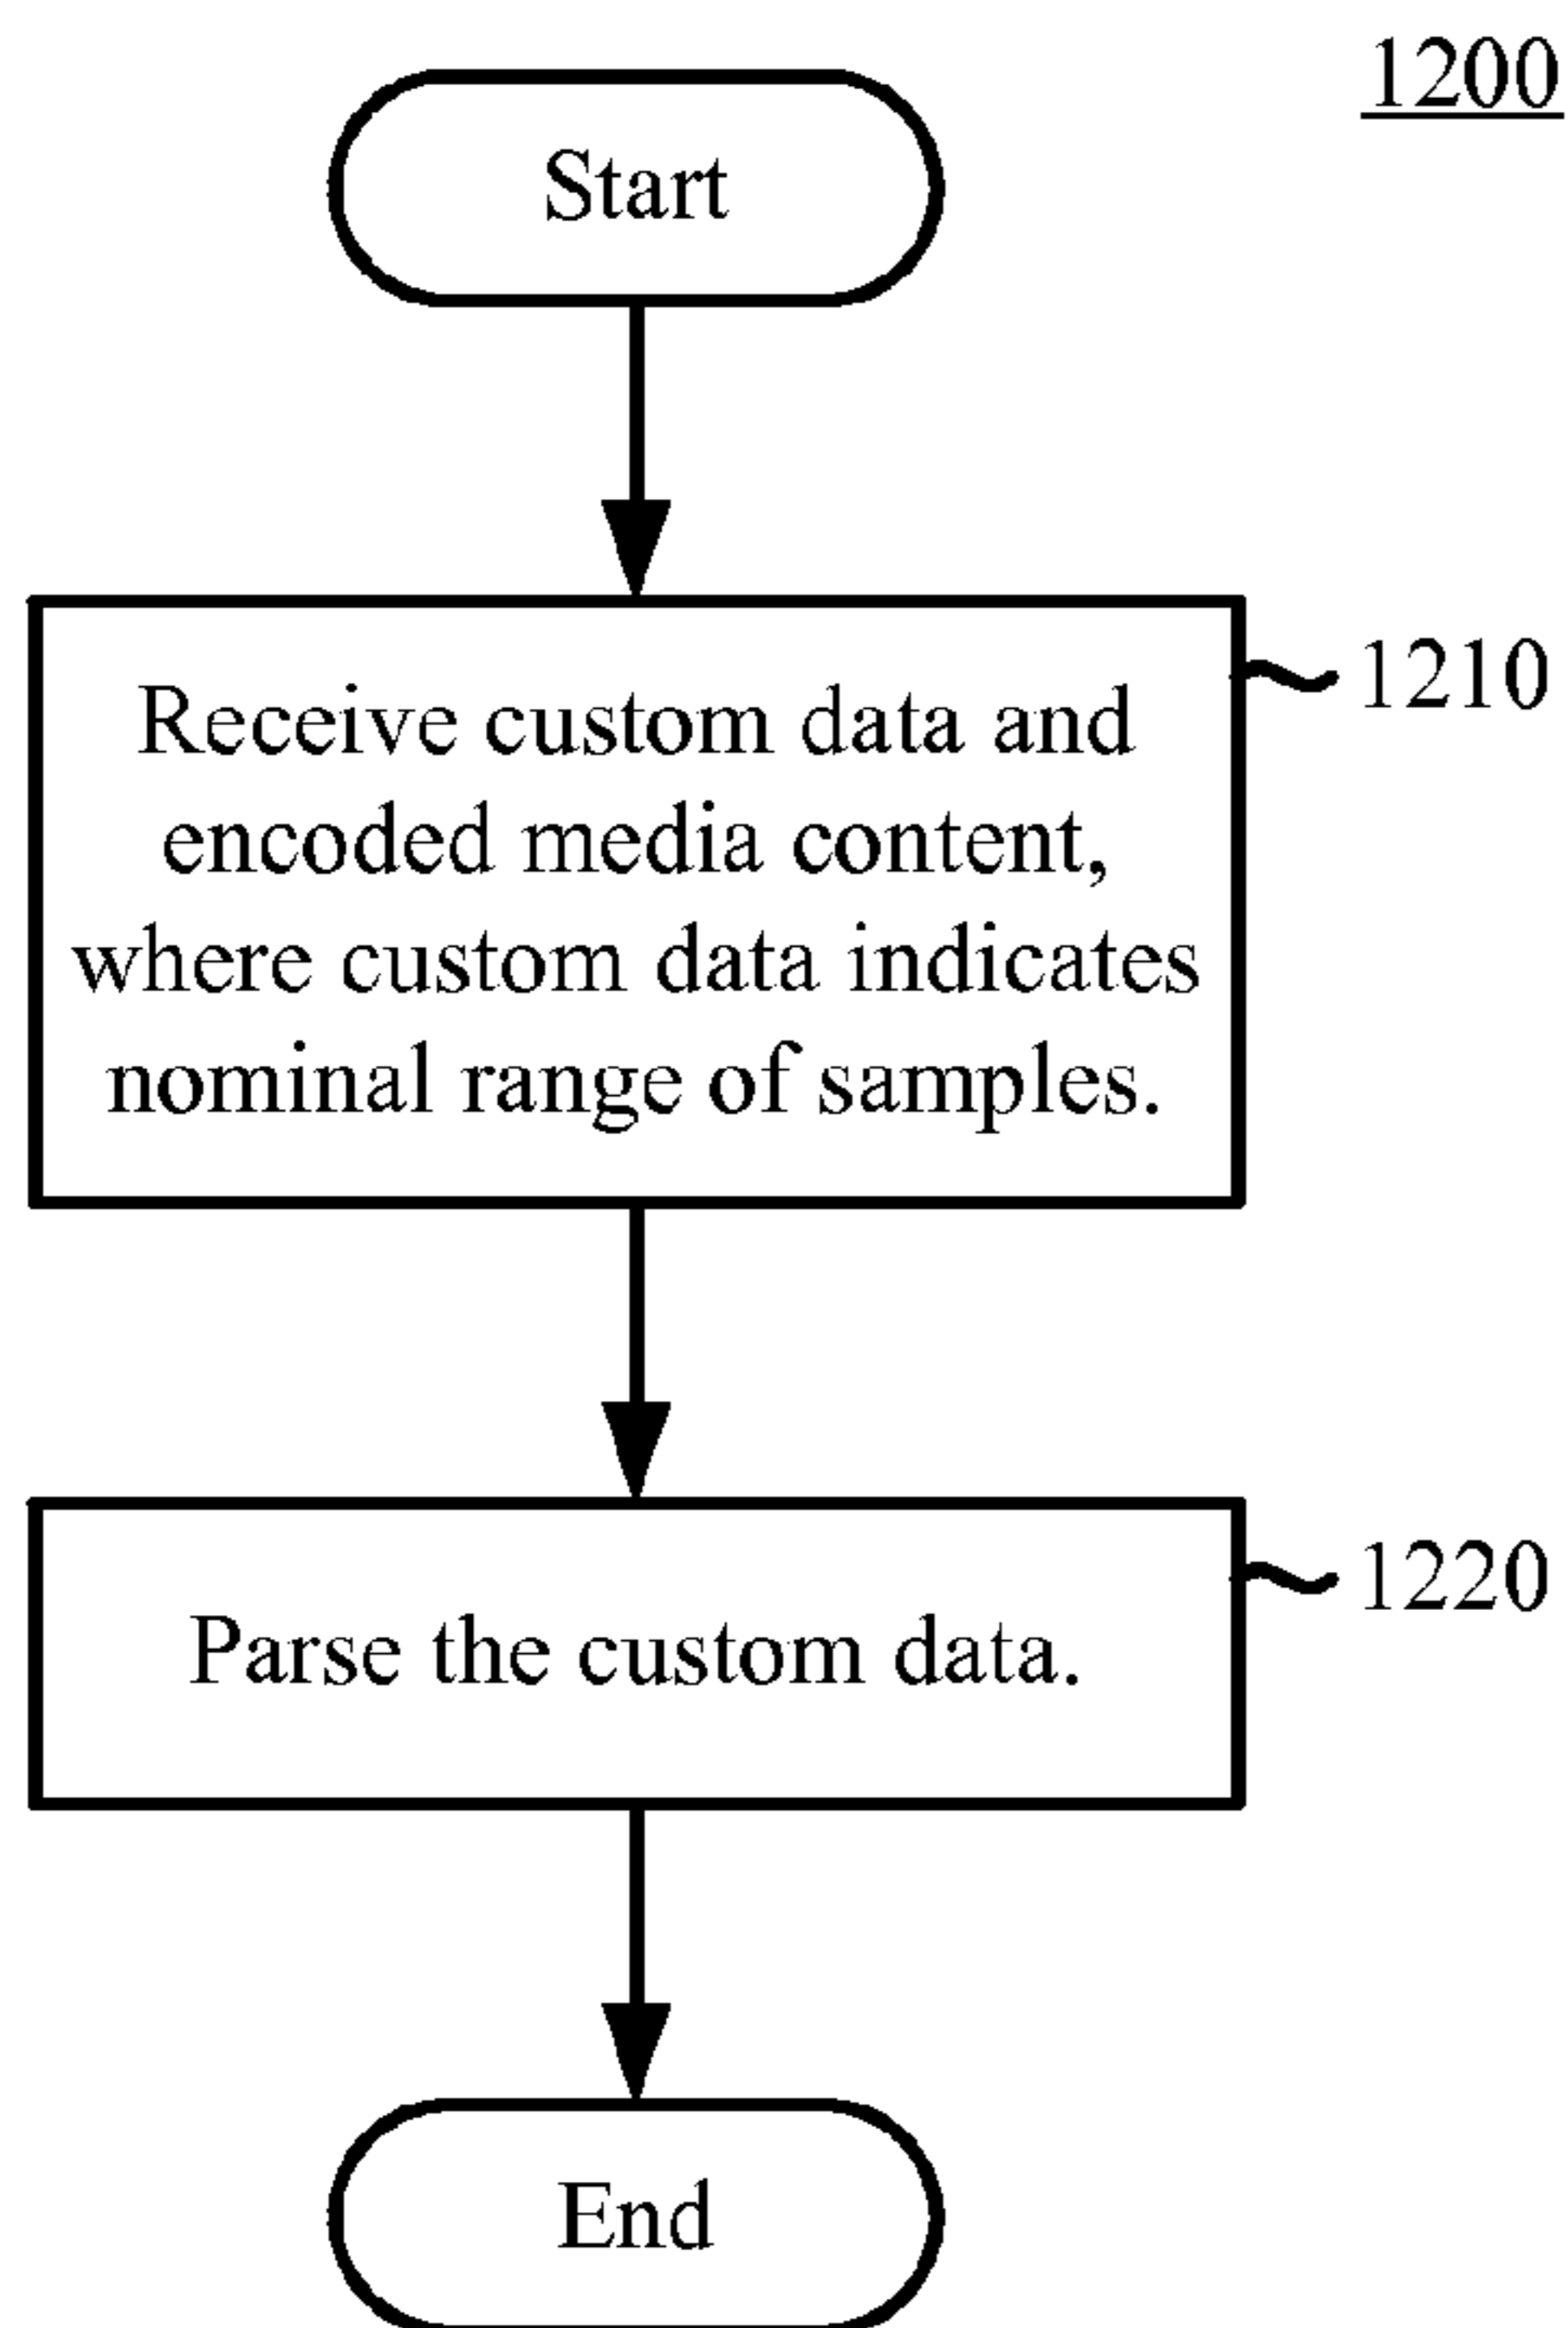 1200
Start
1210
Receive custom data and
encoded media content,
where custom data indicates
nominal range of samples.
1220
Parse the custom data.
End